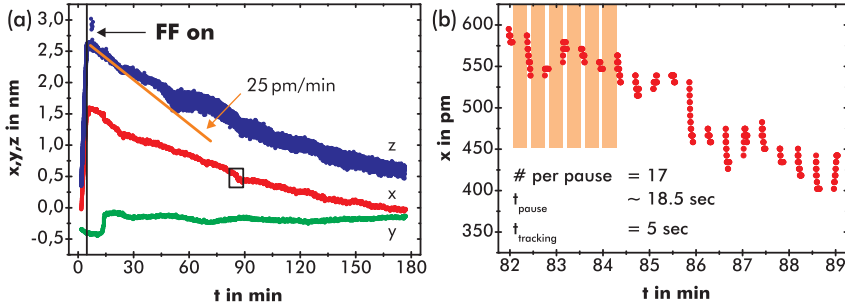 (a)
3,0
2,5
2,0
1,5
1,0
0,5
0,0
-0,5
x,y,z in nm
FF on
25 pm/min
z
x
y
0 30 60 90 120 150 180
t in min
(b)
600
550
500
450
400
350
x in pm
# per pause = 17
t pause ~ 18.5 sec
t tracking = 5 sec
82 83 84 85 86 87 88 89
t in min